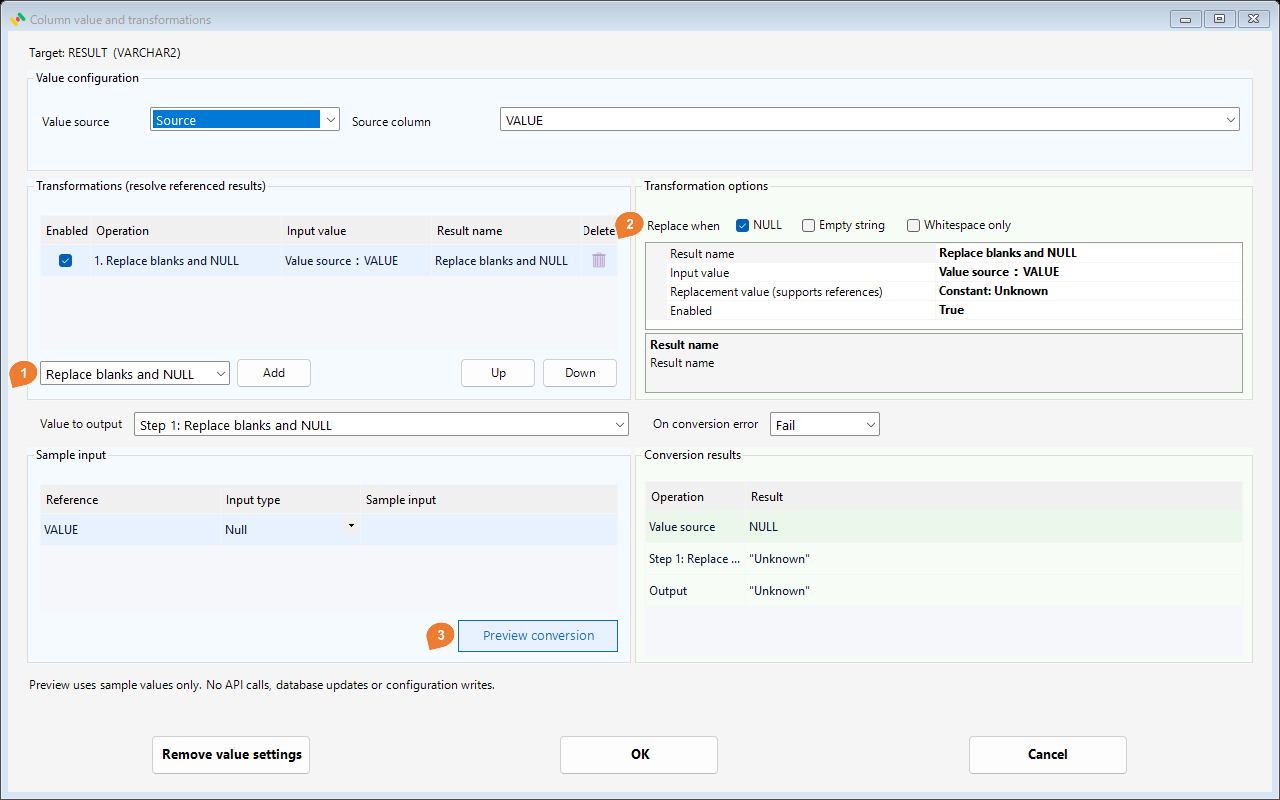 Column value and transformations
Target: RESULT (VARCHAR2)
Value configuration
Value source
Source
Source column
VALUE
Transformations (resolve referenced results)
Enabled Operation Input value Result name Delete
1. Replace blanks and NULL Value source：VALUE Replace blanks and NULL
1
Replace blanks and NULL
Add
Up
Down
Transformation options
2
Replace when NULL Empty string Whitespace only
Result name Replace blanks and NULL
Input value Value source：VALUE
Replacement value (supports references) Constant: Unknown
Enabled True
Result name
Result name
Value to output
Step 1: Replace blanks and NULL
On conversion error
Fail
Sample input
Reference Input type Sample input
VALUE Null
3
Preview conversion
Conversion results
Operation Result
Value source NULL
Step 1: Replace ... "Unknown"
Output "Unknown"
Preview uses sample values only. No API calls, database updates or configuration writes.
Remove value settings
OK
Cancel